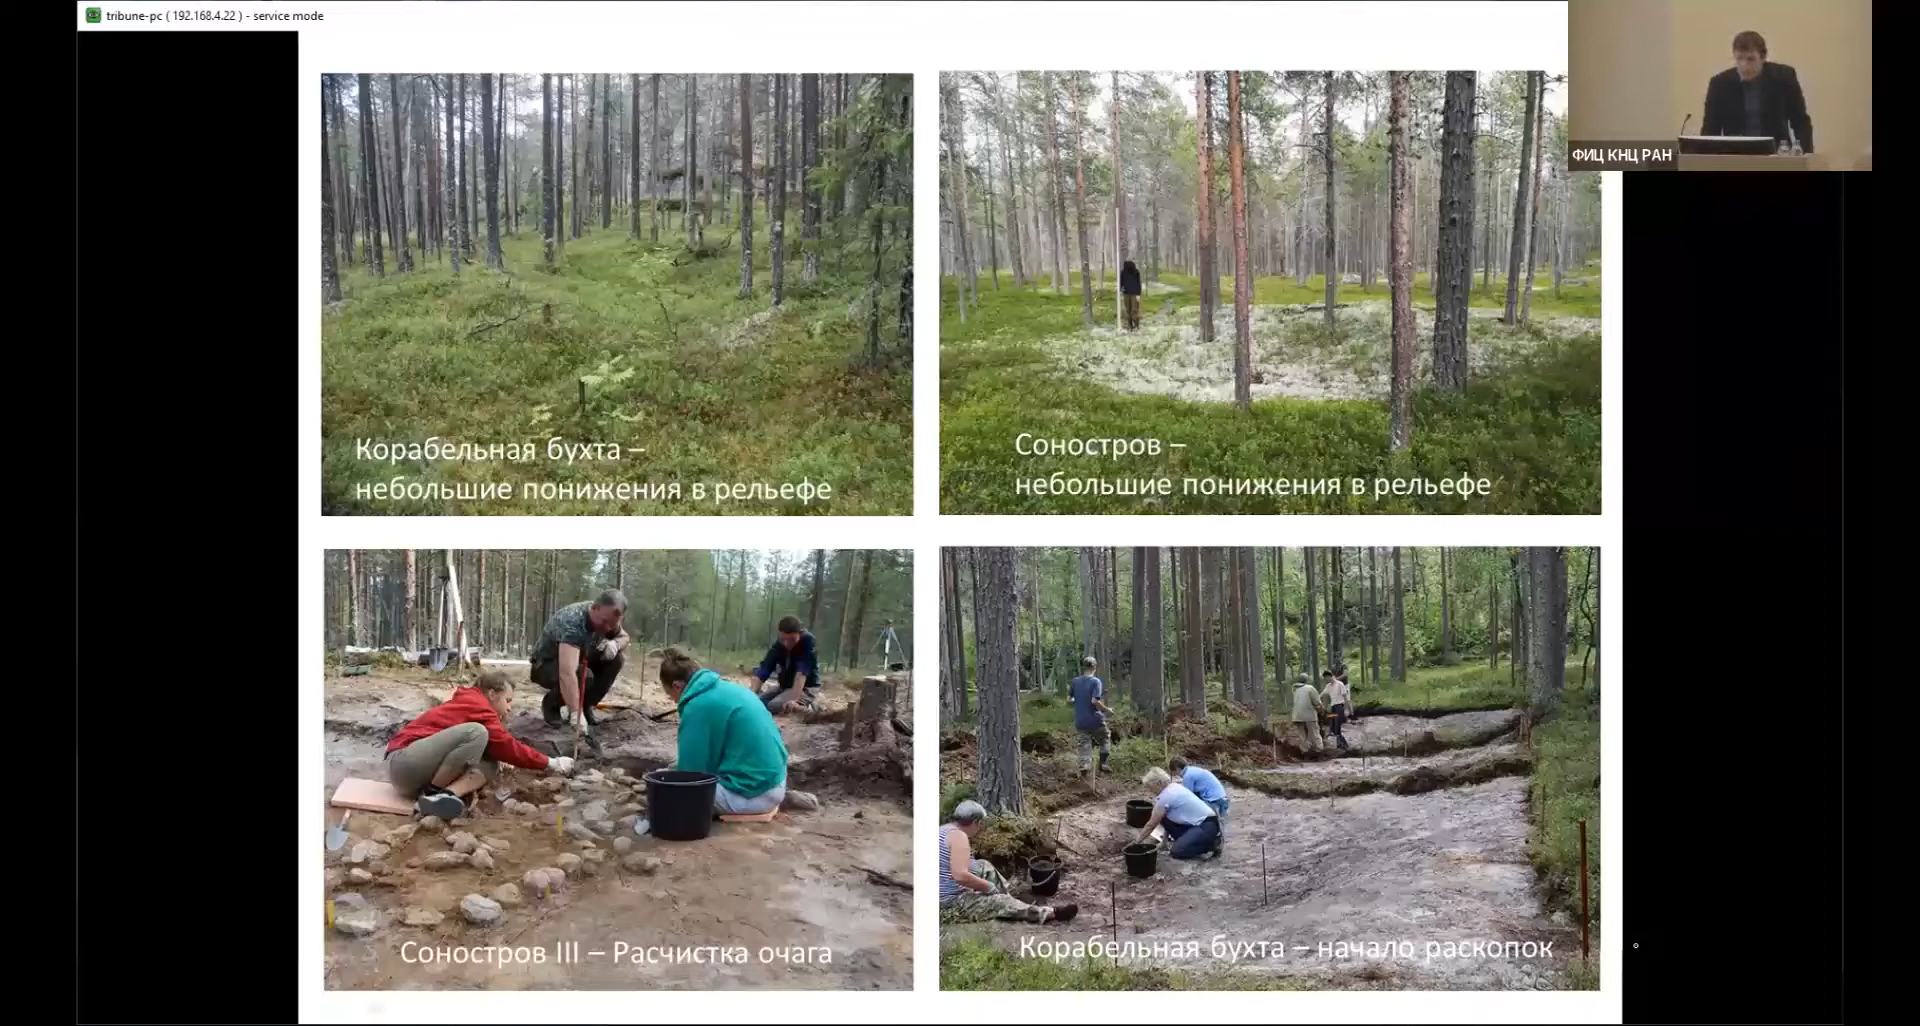 tribune-pc ( 192.168.4.22 ) - service mode
ФИЦ КНЦ РАН
Корабельная бухта –
небольшие понижения в рельефе
Соностров –
небольшие понижения в рельефе
Соностров III – Расчистка очага
Корабельная бухта – начало раскопок